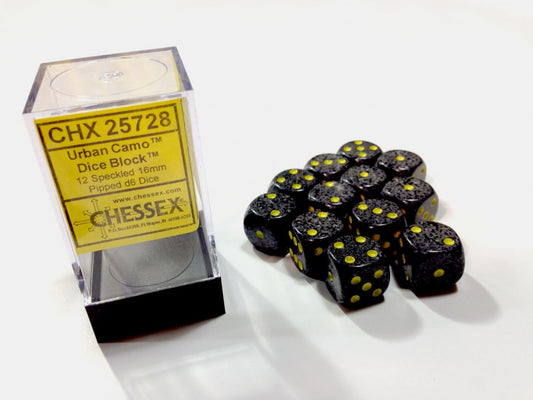 CHX 25728
Urban Camo™
Dice Block™
12 Speckled 16mm
Pipped d6 Dice
www.chessex.com
CHESSEX